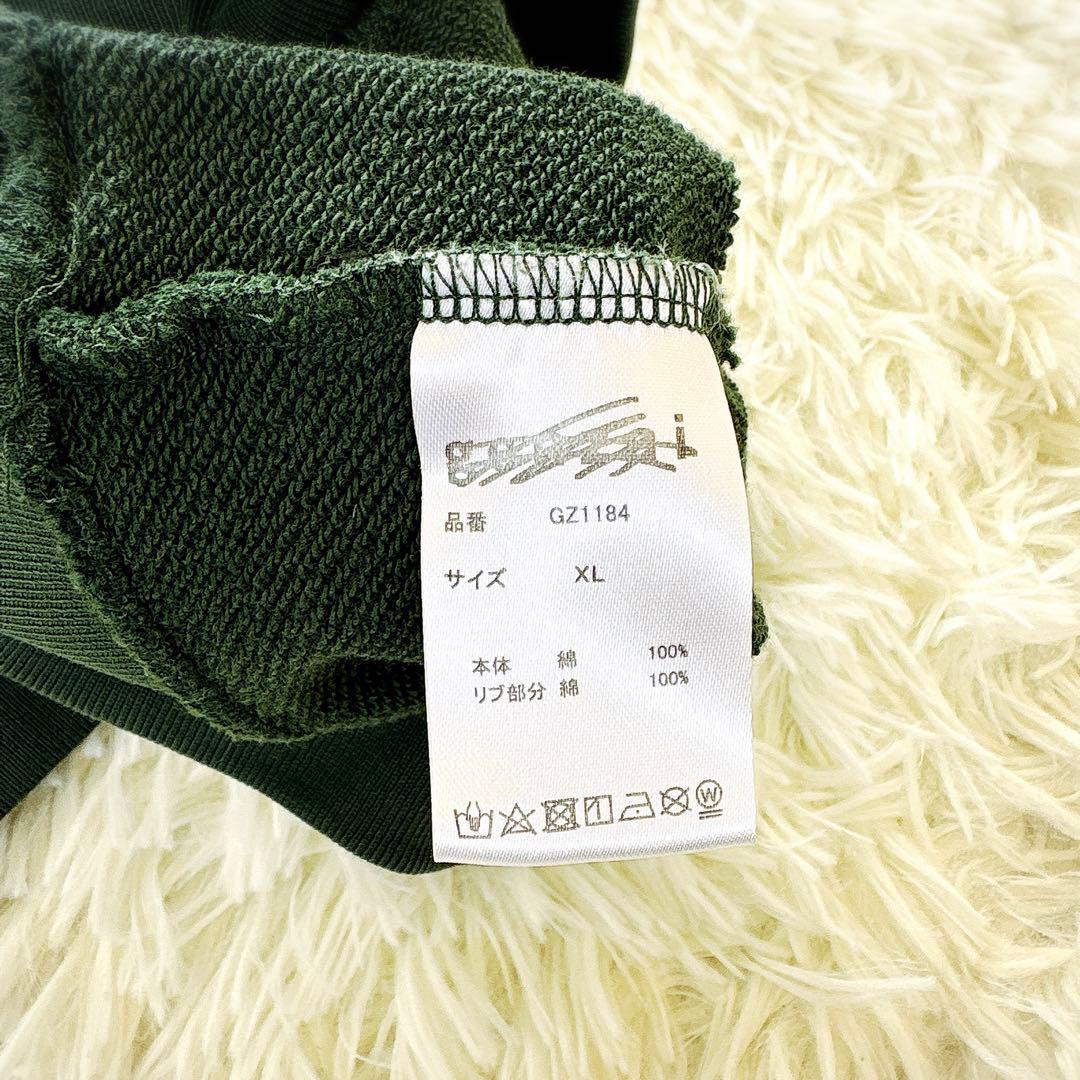 品番 GZ1184
サイズ XL
本体 綿 100%
リブ部分 綿 100%
W